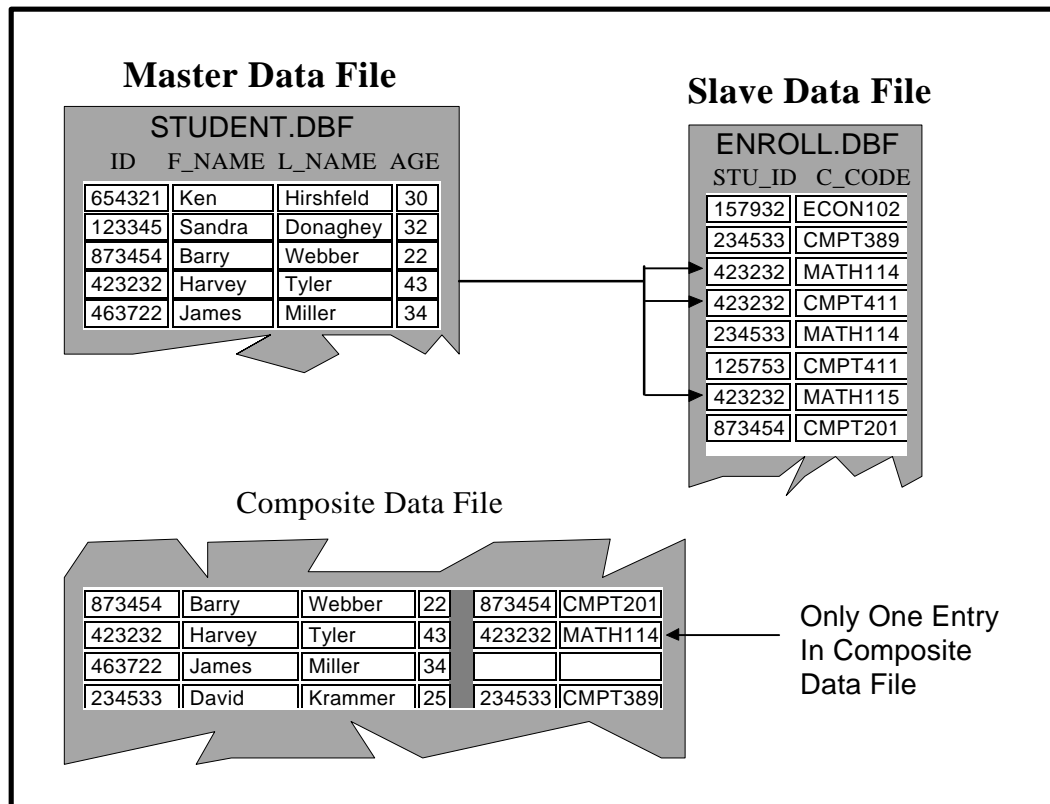 Master Data File
STUDENT.DBF
ID F_NAME L_NAME AGE
654321 Ken Hirshfeld 30
123345 Sandra Donaghey 32
873454 Barry Webber 22
423232 Harvey Tyler 43
463722 James Miller 34
Slave Data File
ENROLL.DBF
STU_ID C_CODE
157932 ECON102
234533 CMPT389
423232 MATH114
423232 CMPT411
234533 MATH114
125753 CMPT411
423232 MATH115
873454 CMPT201
Composite Data File
873454 Barry Webber 22 873454 CMPT201
423232 Harvey Tyler 43 423232 MATH114
463722 James Miller 34
234533 David Krammer 25 234533 CMPT389
Only One Entry
In Composite
Data File